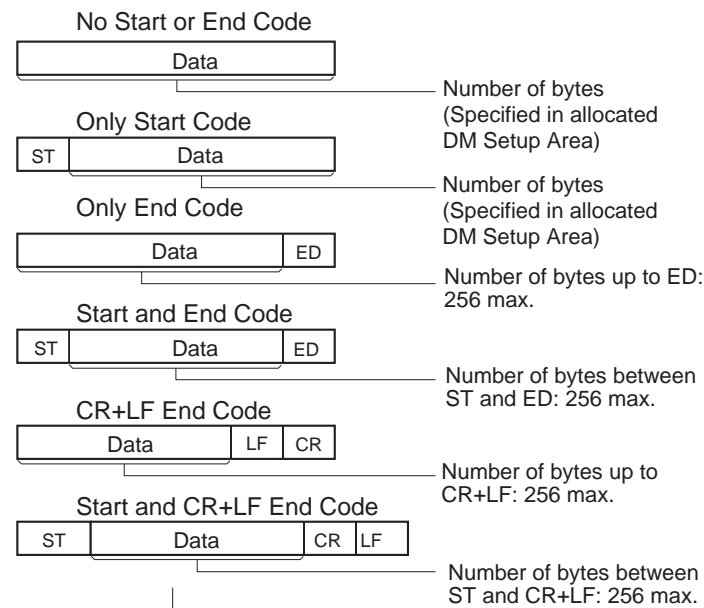 No Start or End Code
Data
Number of bytes
(Specified in allocated
DM Setup Area)
Only Start Code
ST Data
Number of bytes
(Specified in allocated
DM Setup Area)
Only End Code
Data ED
Number of bytes up to ED:
256 max.
Start and End Code
ST Data ED
Number of bytes between
ST and ED: 256 max.
CR+LF End Code
Data LF CR
Number of bytes up to
CR+LF: 256 max.
Start and CR+LF End Code
ST Data CR LF
Number of bytes between
ST and CR+LF: 256 max.